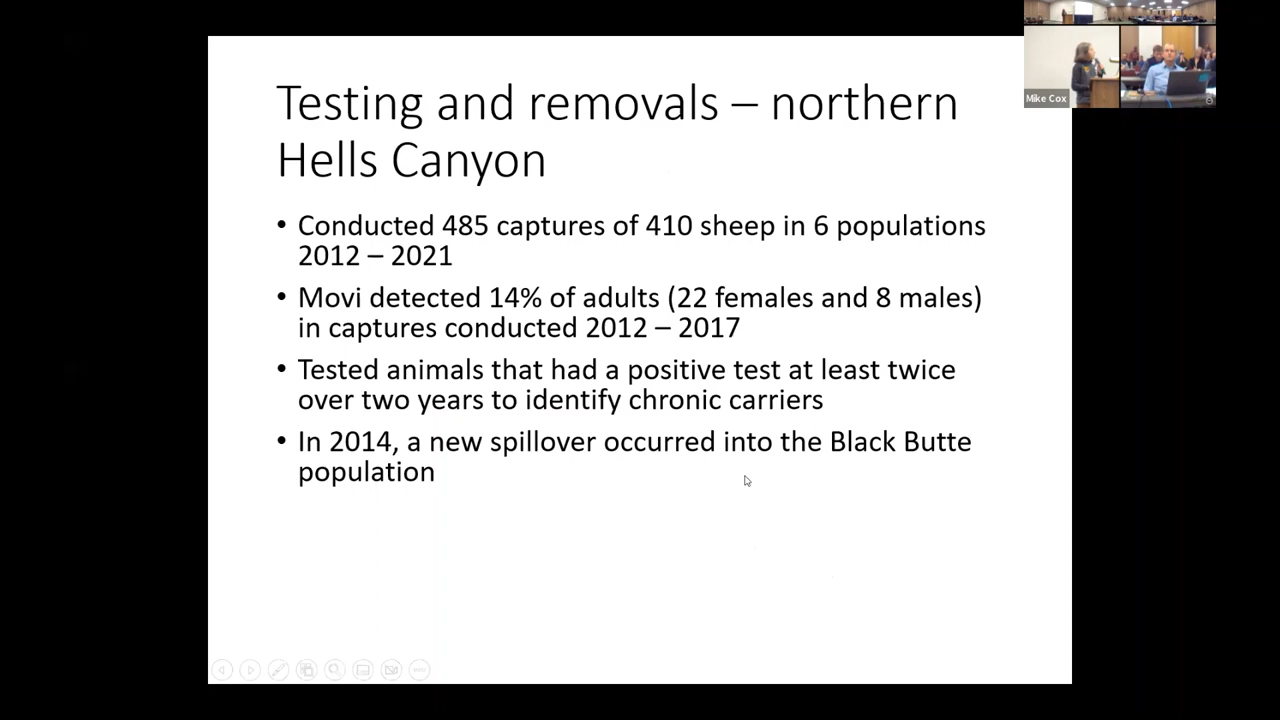 Testing and removals – northern
Hells Canyon
• Conducted 485 captures of 410 sheep in 6 populations
2012 – 2021
• Movi detected 14% of adults (22 females and 8 males)
in captures conducted 2012 – 2017
• Tested animals that had a positive test at least twice
over two years to identify chronic carriers
• In 2014, a new spillover occurred into the Black Butte
population
Mike Cox